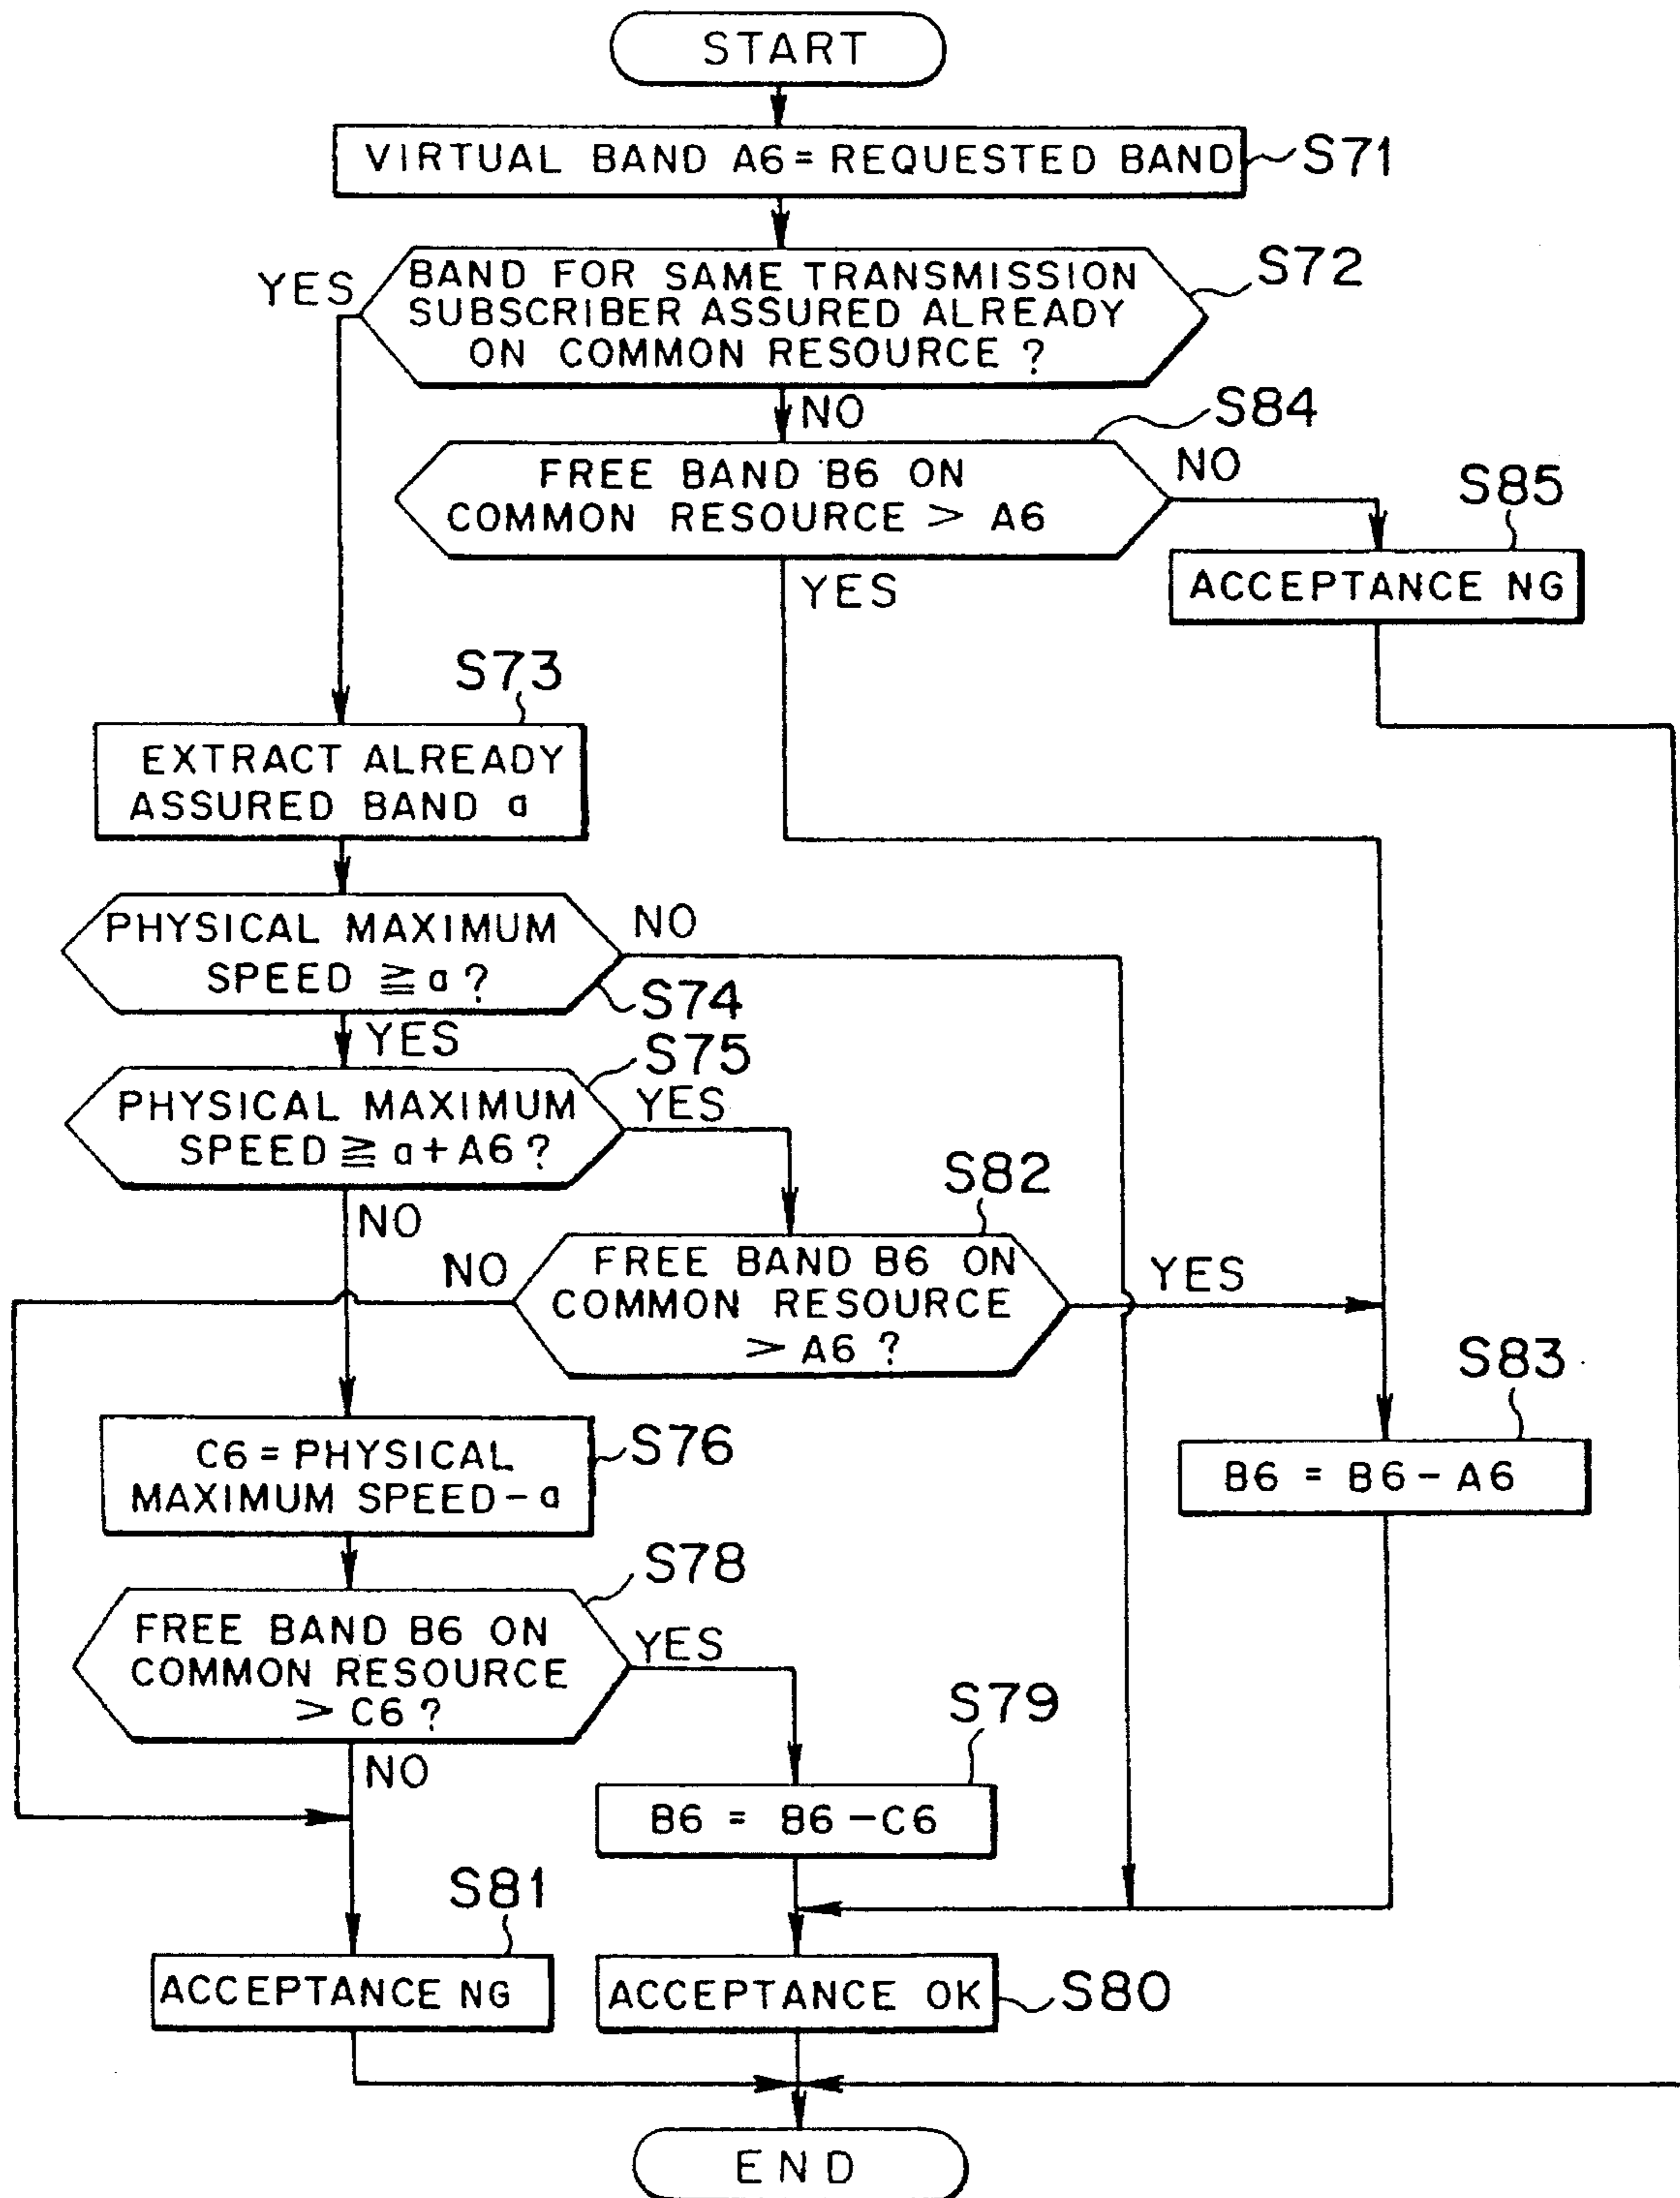 START
VIRTUAL BAND A6 = REQUESTED BAND
S71
BAND FOR SAME TRANSMISSION
SUBSCRIBER ASSURED ALREADY
ON COMMON RESOURCE ?
S72
YES
NO
FREE BAND B6 ON
COMMON RESOURCE > A6
S84
NO
YES
S85
ACCEPTANCE NG
S73
EXTRACT ALREADY
ASSURED BAND a
PHYSICAL MAXIMUM
SPEED ≧ a ?
NO
S74
YES
S75
PHYSICAL MAXIMUM
SPEED ≧ a + A6 ?
YES
NO
S82
FREE BAND B6 ON
COMMON RESOURCE
> A6 ?
NO
YES
S83
B6 = B6 - A6
C6 = PHYSICAL
MAXIMUM SPEED - a
S76
S78
FREE BAND B6 ON
COMMON RESOURCE
> C6 ?
YES
NO
S79
B6 = B6 - C6
S81
ACCEPTANCE NG
ACCEPTANCE OK
S80
END